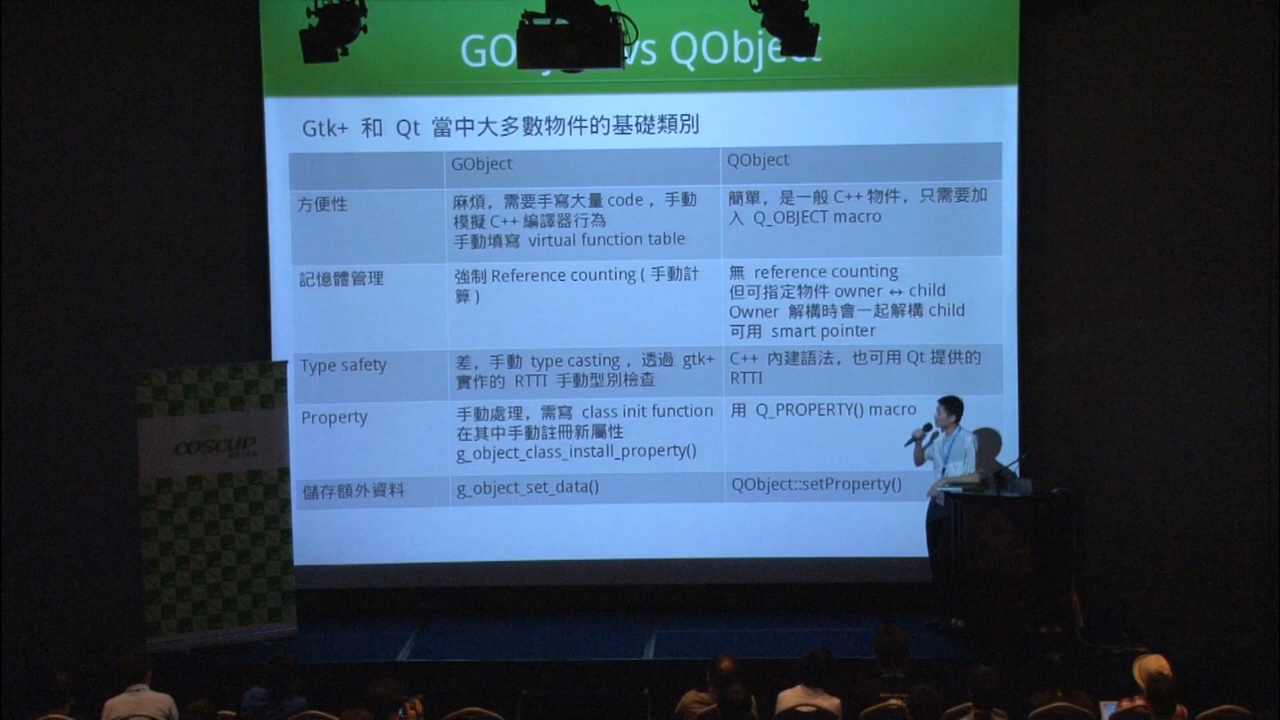 vs QObject
Gtk+ 和 Qt 當中大多數物件的基礎類別
GObject
QObject
方便性
麻煩，需要手寫大量 code，手動
模擬 C++ 編譯器行為
手動填寫 virtual function table
簡單，是一般 C++ 物件，只需要加
入 Q_OBJECT macro
記憶體管理
強制 Reference counting ( 手動計
算 )
無 reference counting
但可指定物件 owner ↔ child
Owner 解構時會一起解構 child
可用 smart pointer
Type safety
差，手動 type casting，透過 gtk+
實作的 RTTI 手動型別檢查
C++ 內建語法，也可用 Qt 提供的
RTTI
Property
手動處理，需寫 class init function
在其中手動註冊新屬性
g_object_class_install_property()
用 Q_PROPERTY() macro
儲存額外資料
g_object_set_data()
QObject::setProperty()
COSCUP